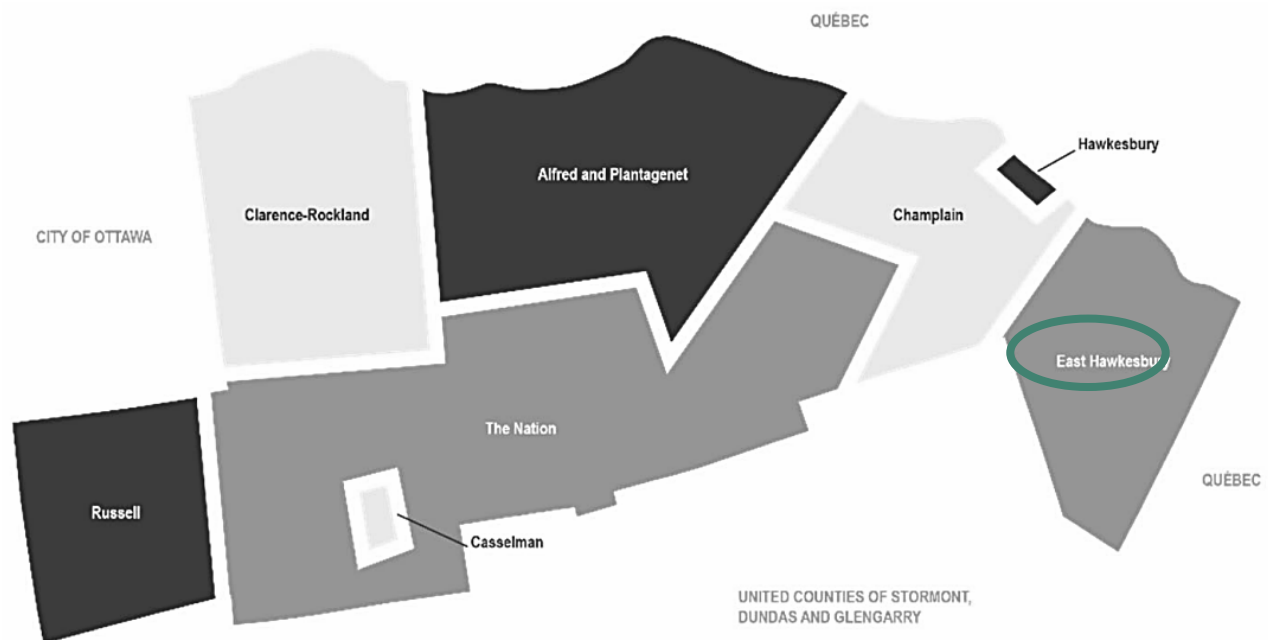 QUÉBEC
Hawkesbury
Alfred and Plantagenet
Clarence-Rockland
Champlain
CITY OF OTTAWA
East Hawkesbury
The Nation
QUÉBEC
Russell
Casselman
UNITED COUNTIES OF STORMONT,
DUNDAS AND GLENGARRY